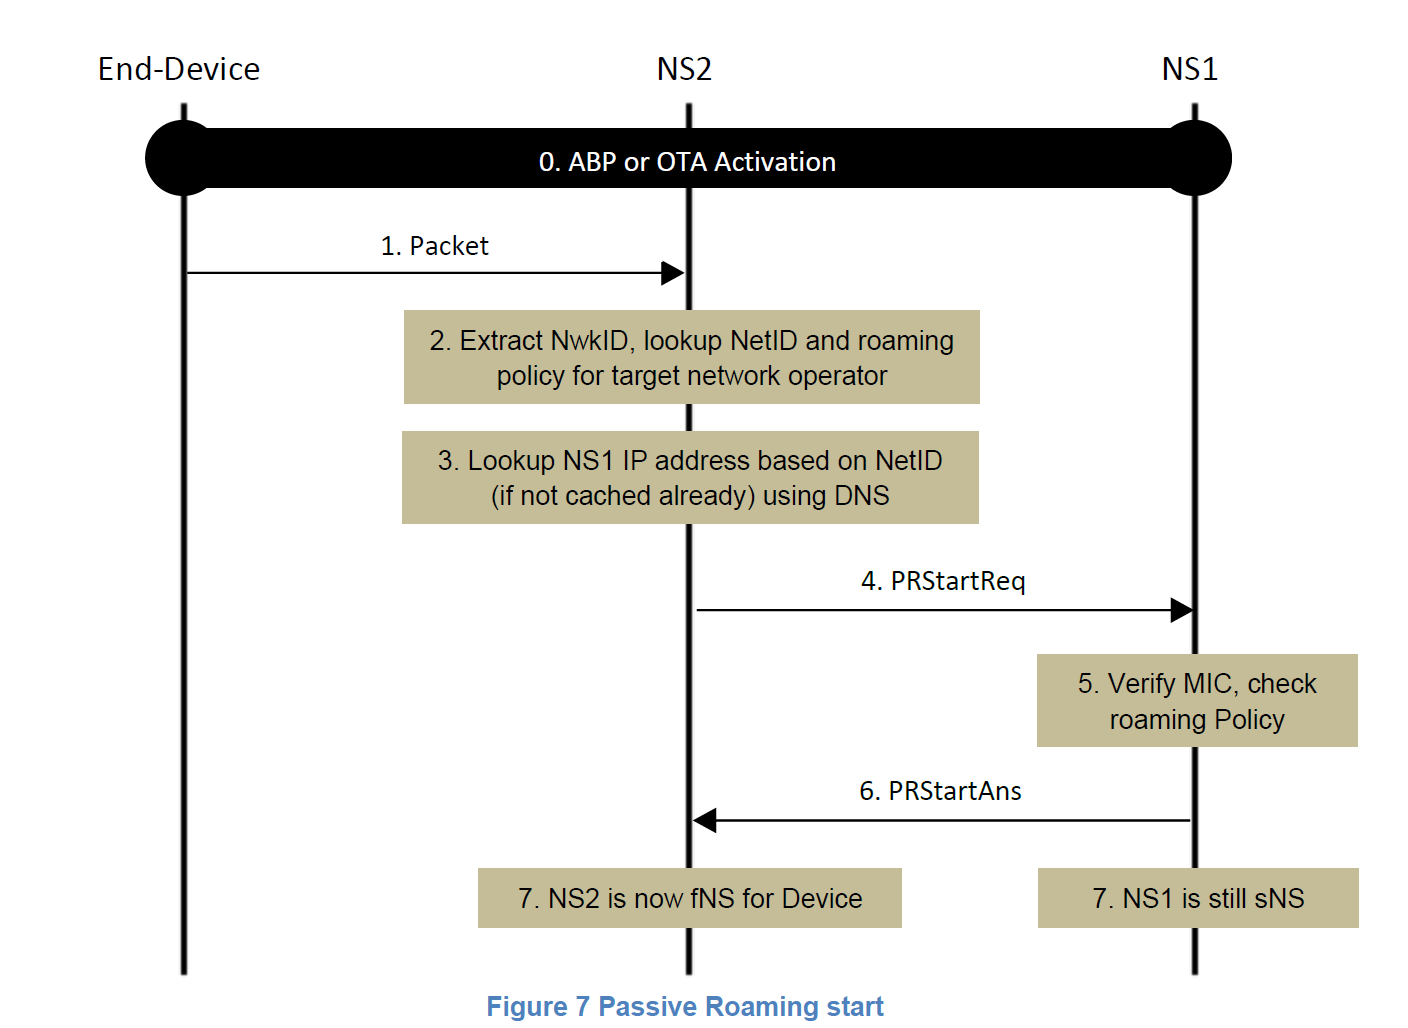 End-Device
NS2
NS1
0. ABP or OTA Activation
1. Packet
2. Extract NwkID, lookup NetID and roaming
policy for target network operator
3. Lookup NS1 IP address based on NetID
(if not cached already) using DNS
4. PRStartReq
5. Verify MIC, check
roaming Policy
6. PRStartAns
7. NS2 is now fNS for Device
7. NS1 is still sNS
Figure 7 Passive Roaming start